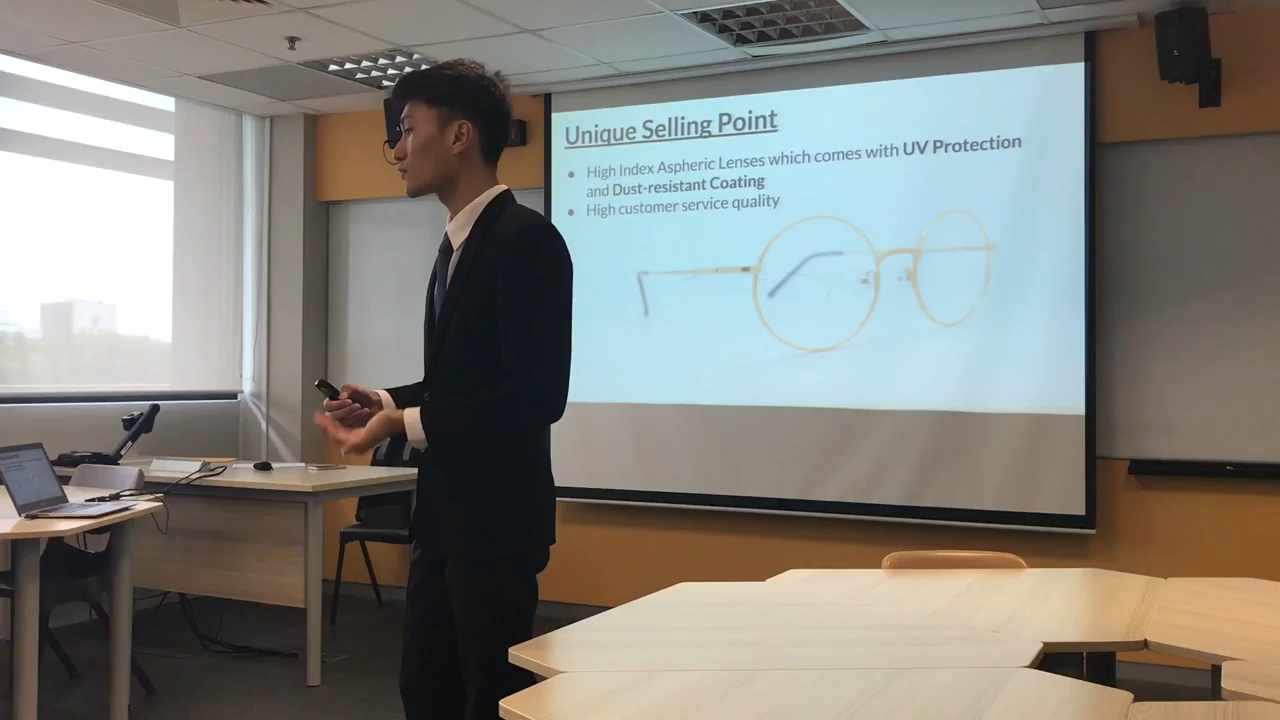 Unique Selling Point
● High Index Aspheric Lenses which comes with UV Protection
and Dust-resistant Coating
● High customer service quality